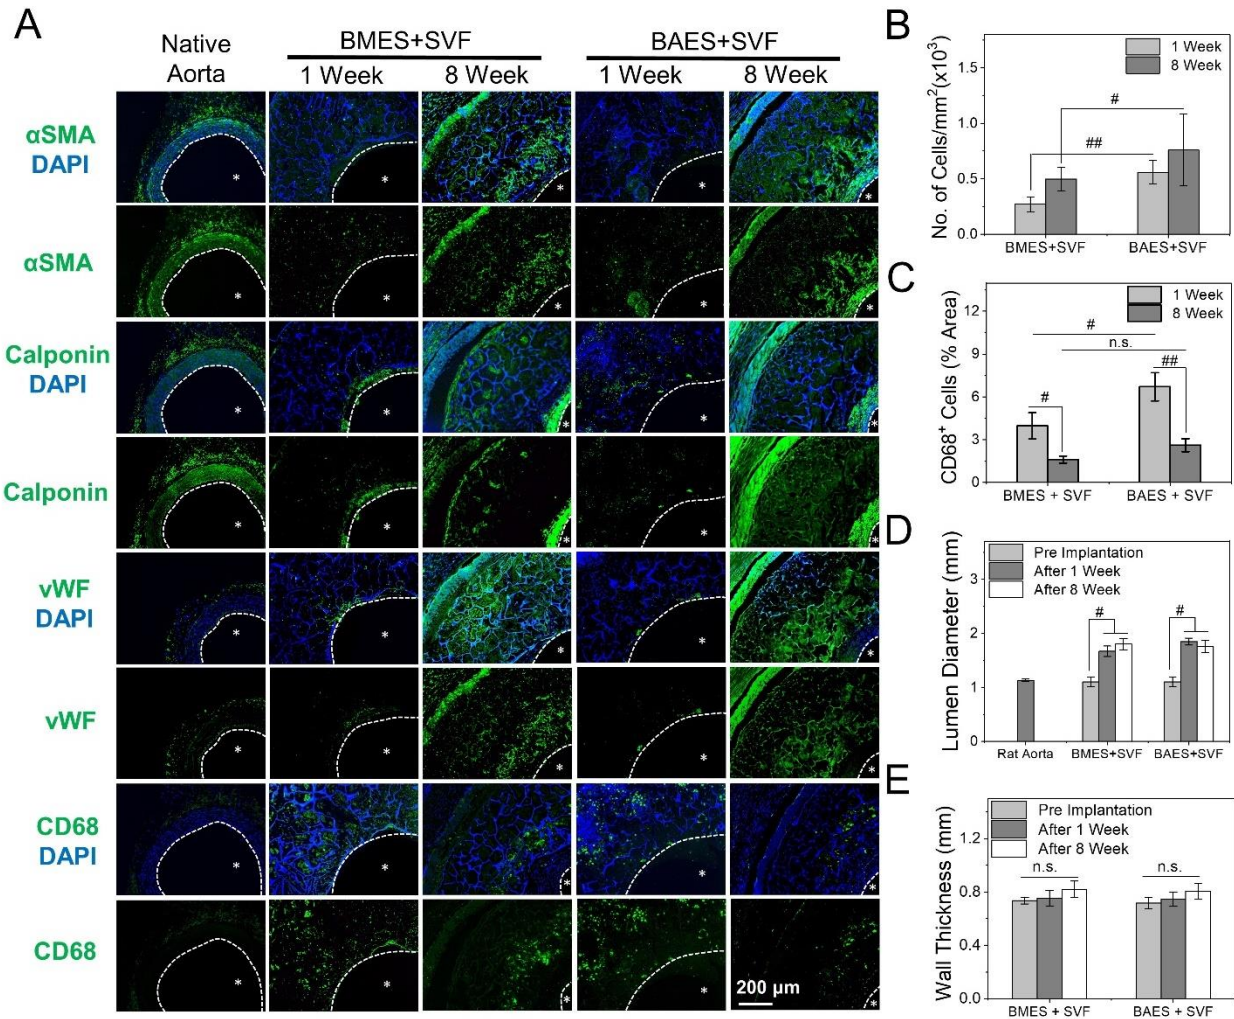 A
Native
Aorta
BMES+SVF
BAES+SVF
1 Week
8 Week
1 Week
8 Week
αSMA
DAPI
αSMA
Calponin
DAPI
Calponin
vWF
DAPI
vWF
CD68
DAPI
CD68
* * * * *
* * * * *
* * * * *
* * * * *
* * * * *
* * * * *
* * * * *
* * * * *
200 µm
B
No. of Cells/mm²(x10³)
1.5
1.0
0.5
0.0
1 Week
8 Week
#
##
BMES+SVF
BAES+SVF
C
CD68⁺ Cells (% Area)
12
9
6
3
0
1 Week
8 Week
#
n.s.
##
#
BMES + SVF
BAES + SVF
D
Lumen Diameter (mm)
3
2
1
0
Pre Implantation
After 1 Week
After 8 Week
#
#
Rat Aorta
BMES+SVF
BAES+SVF
E
Wall Thickness (mm)
1.2
0.8
0.4
0.0
Pre Implantation
After 1 Week
After 8 Week
n.s.
n.s.
BMES + SVF
BAES + SVF